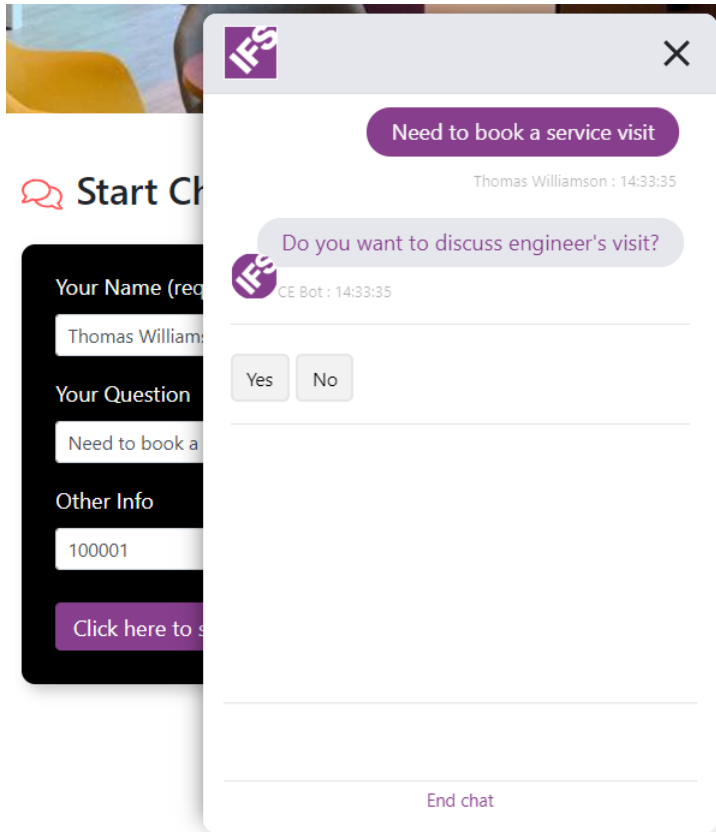 IFS
Need to book a service visit
Thomas Williamson : 14:33:35
Do you want to discuss engineer's visit?
IFS
CE Bot : 14:33:35
Yes
No
End chat
Start Ch
Your Name (req
Thomas Williams
Your Question
Need to book a
Other Info
100001
Click here to s